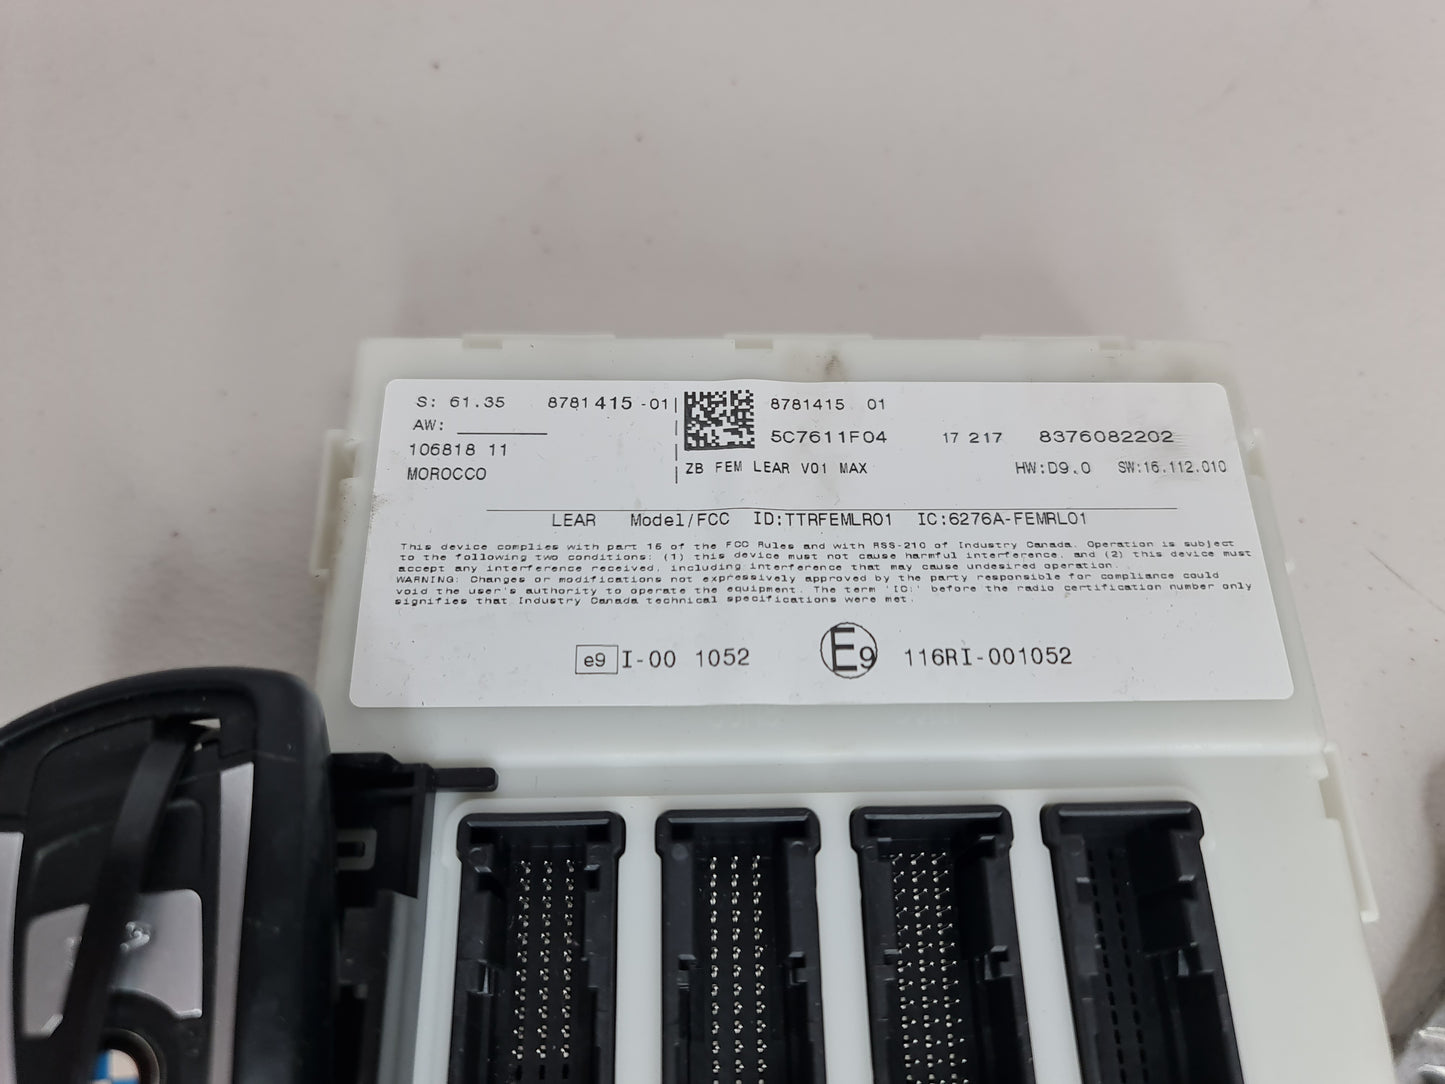 S: 61.35 8781415-01 8781415 01
AW:
5C7611F04 17 217 8376082202
106818 11
MOROCCO ZB FEM LEAR V01 MAX HW:D9.0 SW:16.112.010
LEAR Model/FCC ID:TTRFEMLR01 IC:6276A-FEMRL01
This device complies with part 15 of the FCC Rules and with RSS-210 of Industry Canada. Operation is subject
to the following two conditions: (1) this device must not cause harmful interference, and (2) this device must
accept any interference received, including interference that may cause undesired operation.
WARNING: Changes or modifications not expressively approved by the party responsible for compliance could
void the user's authority to operate the equipment. The term 'IC:' before the radio certification number only
signifies that Industry Canada technical specifications were met.
e9 I-00 1052 E9 116RI-001052